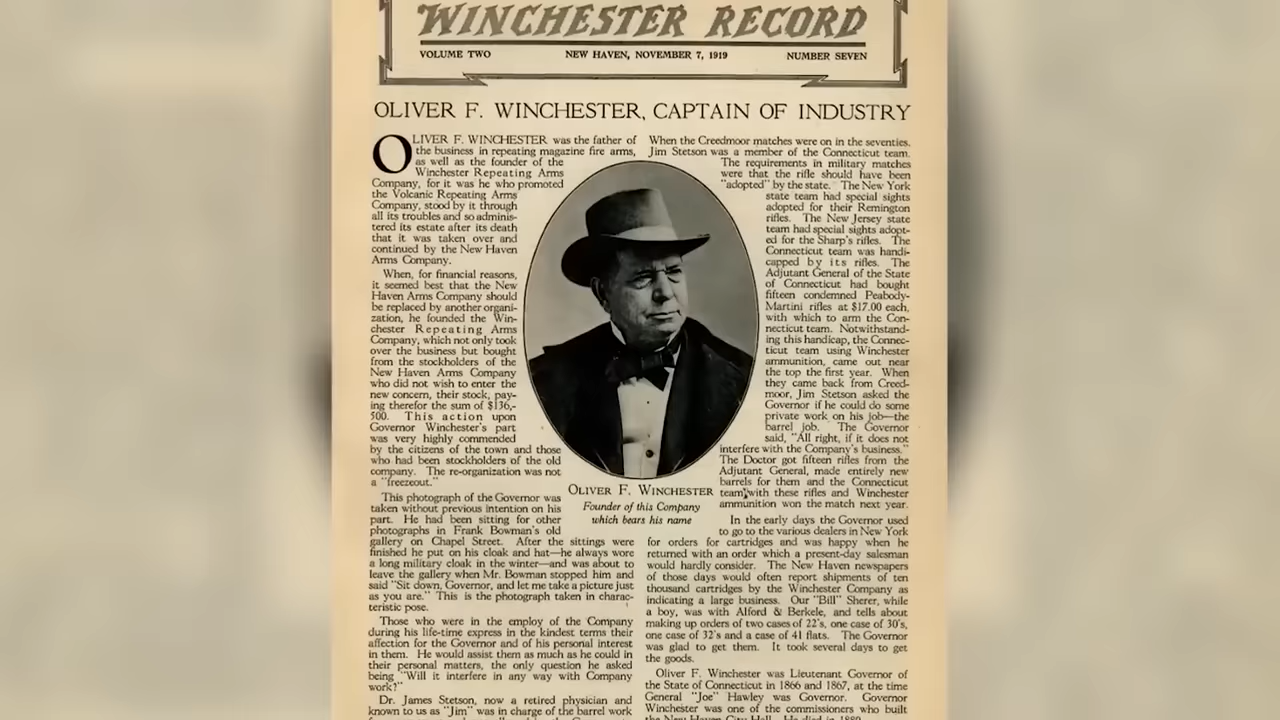 WINCHESTER RECORD
VOLUME TWO
NEW HAVEN, NOVEMBER 7, 1919
NUMBER SEVEN
OLIVER F. WINCHESTER, CAPTAIN OF INDUSTRY
OLIVER F. WINCHESTER was the father of
the business in repeating magazine fire arms,
as well as the founder of the
Winchester Repeating Arms
Company, for it was he who promoted
the Volcanic Repeating Arms
Company, stood by it through
all its troubles and so adminis-
tered its estate after its death
that it was taken over and
continued by the New Haven
Arms Company.
When, for financial reasons,
it seemed best that the New
Haven Arms Company should
be replaced by another organi-
zation, he founded the Win-
chester Repeating Arms
Company, which not only took
over the business but bought
from the stockholders of the
New Haven Arms Company
who did not wish to enter the
new concern, their stock, pay-
ing therefor the sum of $136,-
500. This action upon
Governor Winchester's part
was very highly commended
by the citizens of the town and those
who had been stockholders of the old
company. The re-organization was not
a "freezeout."
This photograph of the Governor was
taken without previous intention on his
part. He had been sitting for other
photographs in Frank Bowman's old
gallery on Chapel Street. After the sittings were
finished he put on his cloak and hat—he always wore
a long military cloak in the winter—and was about to
leave the gallery when Mr. Bowman stopped him and
said "Sit down, Governor, and let me take a picture just
as you are." This is the photograph taken in charac-
teristic pose.
Those who were in the employ of the Company
during his life-time express in the kindest terms their
affection for the Governor and of his personal interest
in them. He would assist them as much as he could in
their personal matters, the only question he asked
being "Will it interfere in any way with Company
work?"
Dr. James Stetson, now a retired physician and
known to us as "Jim" was in charge of the barrel work
OLIVER F. WINCHESTER
Founder of this Company
which bears his name
When the Creedmoor matches were on in the seventies,
Jim Stetson was a member of the Connecticut team.
The requirements in military matches
were that the rifle should have been
"adopted" by the state. The New York
state team had special sights
adopted for their Remington
rifles. The New Jersey state
team had special sights adopt-
ed for the Sharp's rifles. The
Connecticut team was handi-
capped by its rifles. The
Adjutant General of the State
of Connecticut had bought
fifteen condemned Peabody-
Martini rifles at $17.00 each,
with which to arm the Con-
necticut team. Notwithstand-
ing this handicap, the Connec-
ticut team using Winchester
ammunition, came out near
the top the first year. When
they came back from Creed-
moor, Jim Stetson asked the
Governor if he could do some
private work on his job—the
barrel job. The Governor
said, "All right, if it does not
interfere with the Company's business."
The Doctor got fifteen rifles from the
Adjutant General, made entirely new
barrels for them and the Connecticut
team with these rifles and Winchester
ammunition won the match next year.
In the early days the Governor used
to go to the various dealers in New York
for orders for cartridges and was happy when he
returned with an order which a present-day salesman
would hardly consider. The New Haven newspapers
of those days would often report shipments of ten
thousand cartridges by the Winchester Company as
indicating a large business. Our "Bill" Sherer, while
a boy, was with Alford & Berkele, and tells about
making up orders of two cases of 22's, one case of 30's,
one case of 32's and a case of 41 flats. The Governor
was glad to get them. It took several days to get
the goods.
Oliver F. Winchester was Lieutenant Governor of
the State of Connecticut in 1866 and 1867, at the time
General "Joe" Hawley was Governor. Governor
Winchester was one of the commissioners who built
the New Haven City Hall. He died in 1880.